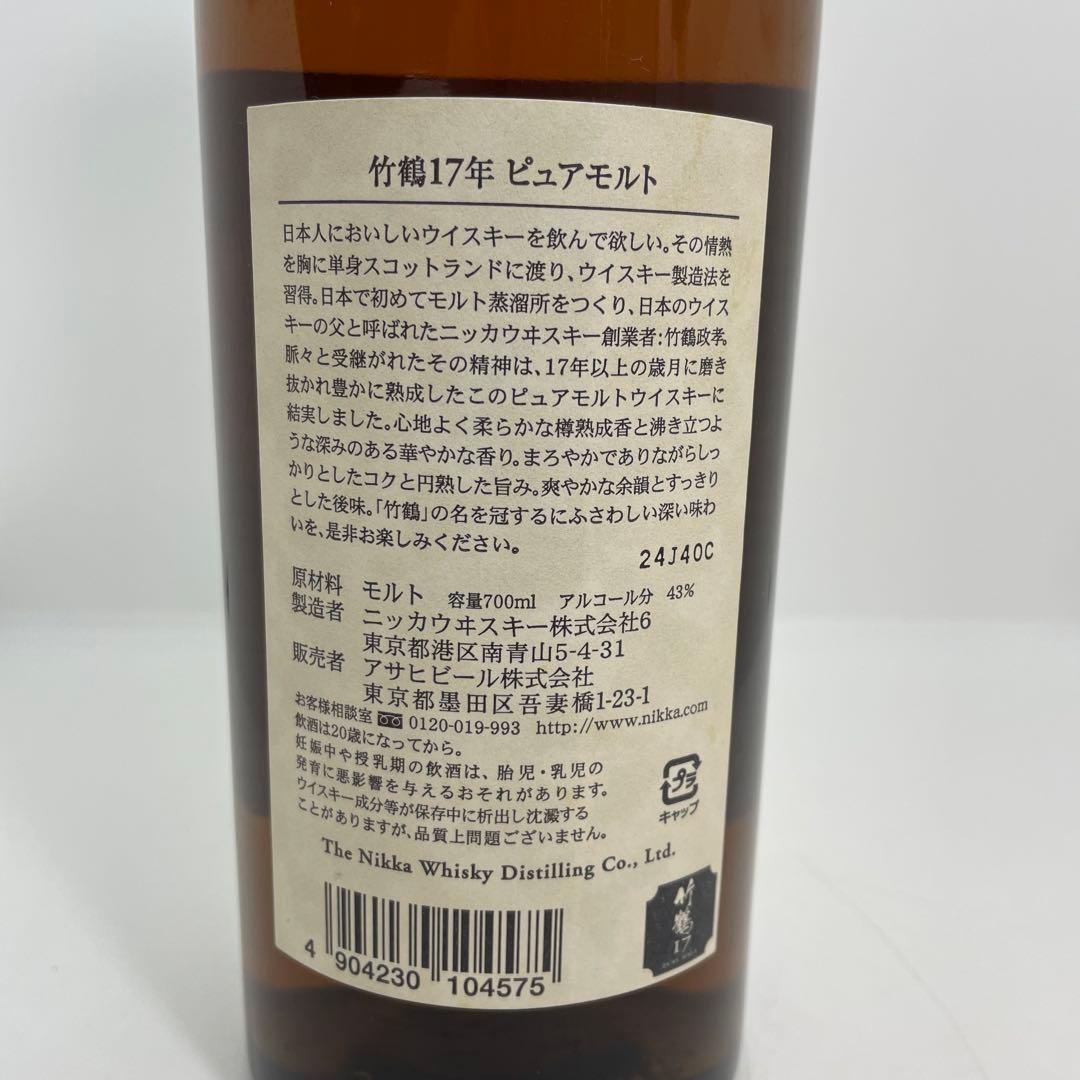 竹鶴17年 ピュアモルト
日本人においしいウイスキーを飲んで欲しい。その情熱
を胸に単身スコットランドに渡り、ウイスキー製造法を
習得。日本で初めてモルト蒸溜所をつくり、日本のウイス
キーの父と呼ばれたニッカウヰスキー創業者:竹鶴政孝。
脈々と受継がれたその精神は、17年以上の歳月に磨き
抜かれ豊かに熟成したこのピュアモルトウイスキーに
結実しました。心地よく柔らかな樽熟成香と沸き立つよ
うな深みのある華やかな香り。まろやかでありながらしっ
かりとしたコクと円熟した旨み。爽やかな余韻とすっきり
とした後味。「竹鶴」の名を冠するにふさわしい深い味わ
いを、是非お楽しみください。
24J40C
原材料 モルト 容量700ml アルコール分 43%
製造者 ニッカウヰスキー株式会社6
東京都港区南青山5-4-31
販売者 アサヒビール株式会社
東京都墨田区吾妻橋1-23-1
お客様相談室 0120-019-993 http://www.nikka.com
飲酒は20歳になってから。
妊娠中や授乳期の飲酒は、胎児・乳児の
発育に悪影響を与えるおそれがあります。
ウイスキー成分等が保存中に析出し沈澱する
ことがありますが、品質上問題ございません。
プラ
キャップ
The Nikka Whisky Distilling Co., Ltd.
竹鶴
17
4 904230 104575